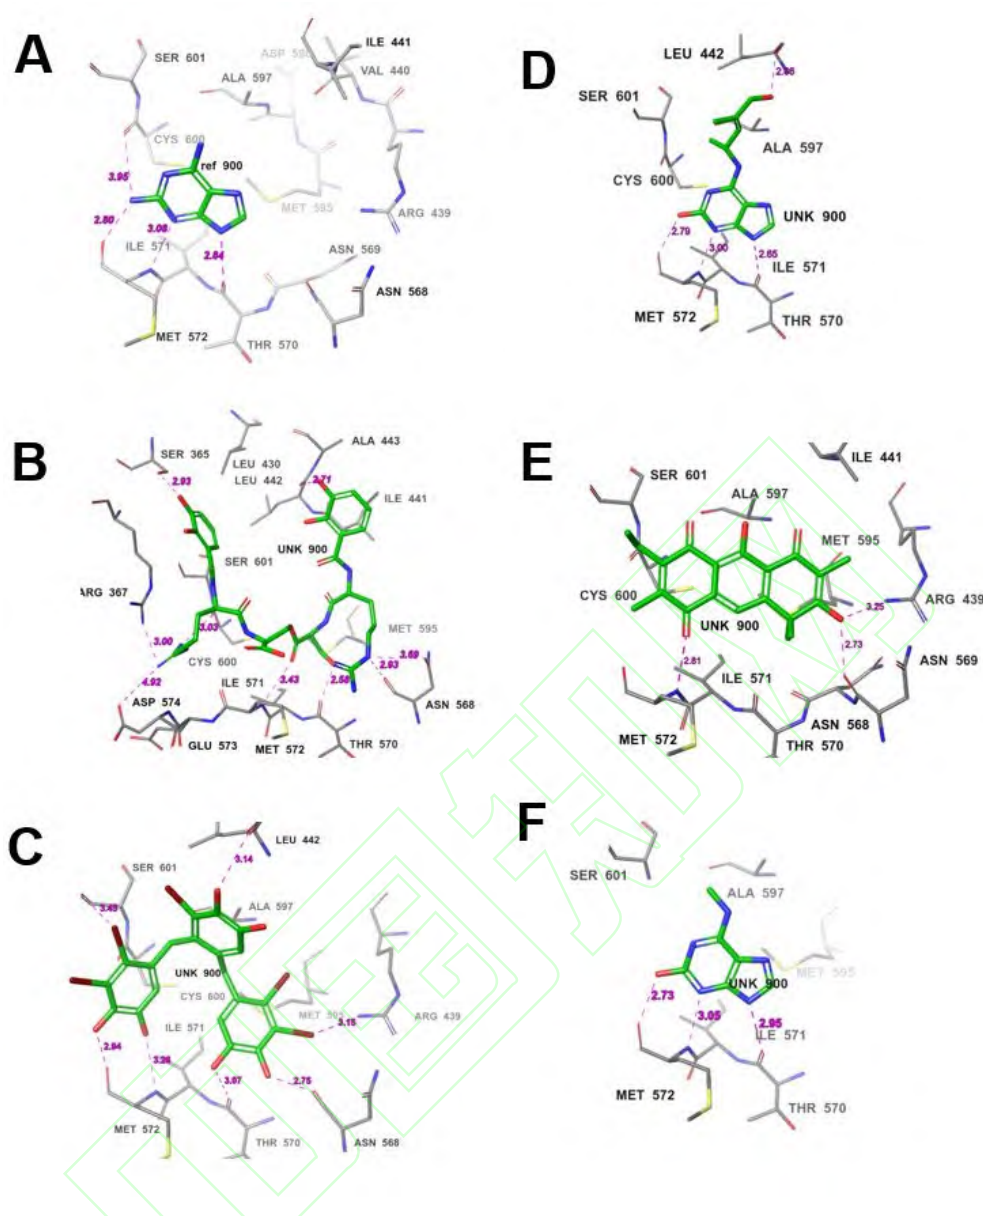 A
SER 601
ASP 596
ILE 441
VAL 440
ALA 597
CYS 600
ref 900
3.95
MET 595
ARG 439
2.80
3.08
ILE 571
2.64
ASN 569
ASN 568
MET 572
THR 570
D
LEU 442
SER 601
ALA 597
CYS 600
UNK 900
2.79
3.00
2.65
ILE 571
MET 572
THR 570
B
SER 365
ALA 443
LEU 430
2.93
LEU 442
2.71
ILE 441
UNK 900
SER 601
ARG 367
3.03
MET 595
3.00
CYS 600
3.69
2.93
4.92
3.43
2.58
ILE 571
ASP 574
ASN 568
GLU 573
MET 572
THR 570
E
ILE 441
SER 601
ALA 597
MET 595
CYS 600
3.25
ARG 439
UNK 900
2.73
2.81
ILE 571
ASN 569
ASN 568
MET 572
THR 570
C
LEU 442
3.14
SER 601
ALA 597
UNK 900
CYS 600
3.15
ARG 439
ILE 571
2.94
2.75
MET 572
THR 570
ASN 568
F
SER 601
ALA 597
MET 595
UNK 900
2.73
3.05
2.95
ILE 571
MET 572
THR 570